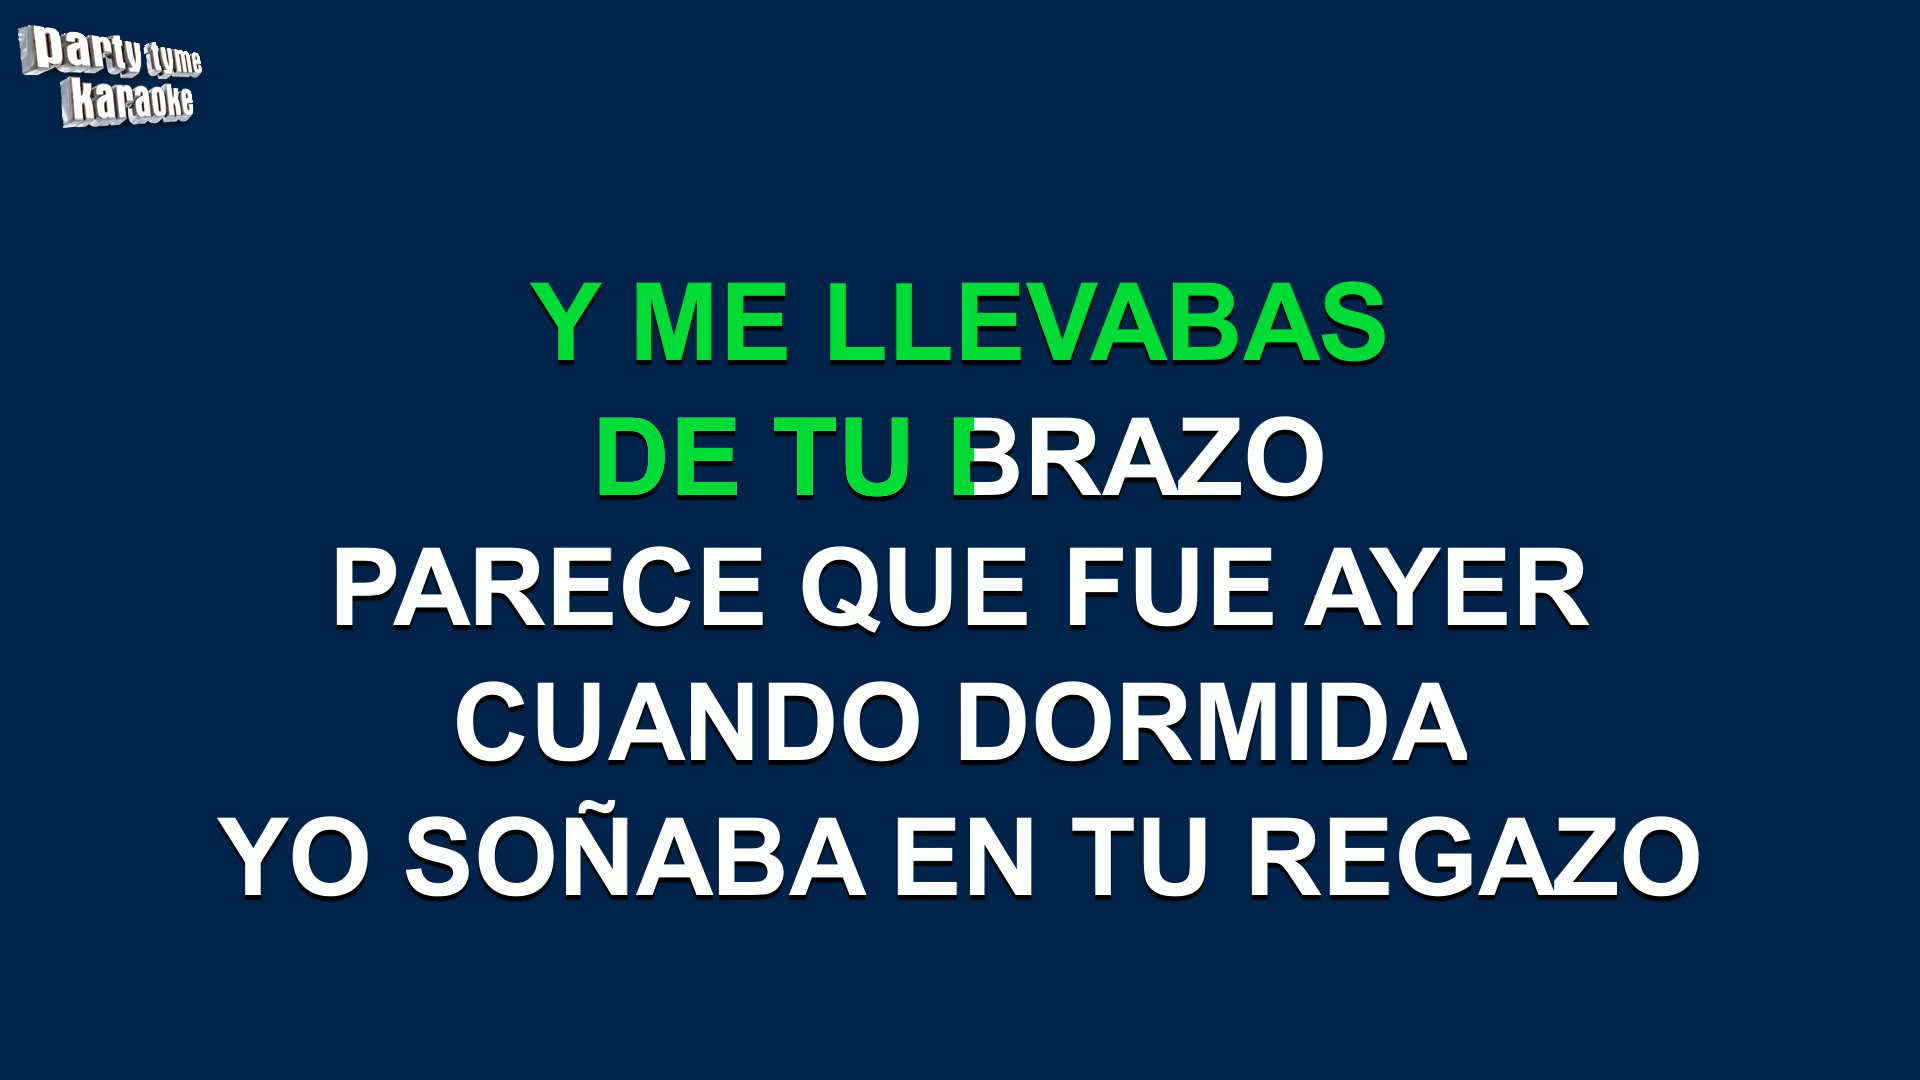 party tyme
karaoke
Y ME LLEVABAS
DE TU BRAZO
PARECE QUE FUE AYER
CUANDO DORMIDA
YO SOÑABA EN TU REGAZO